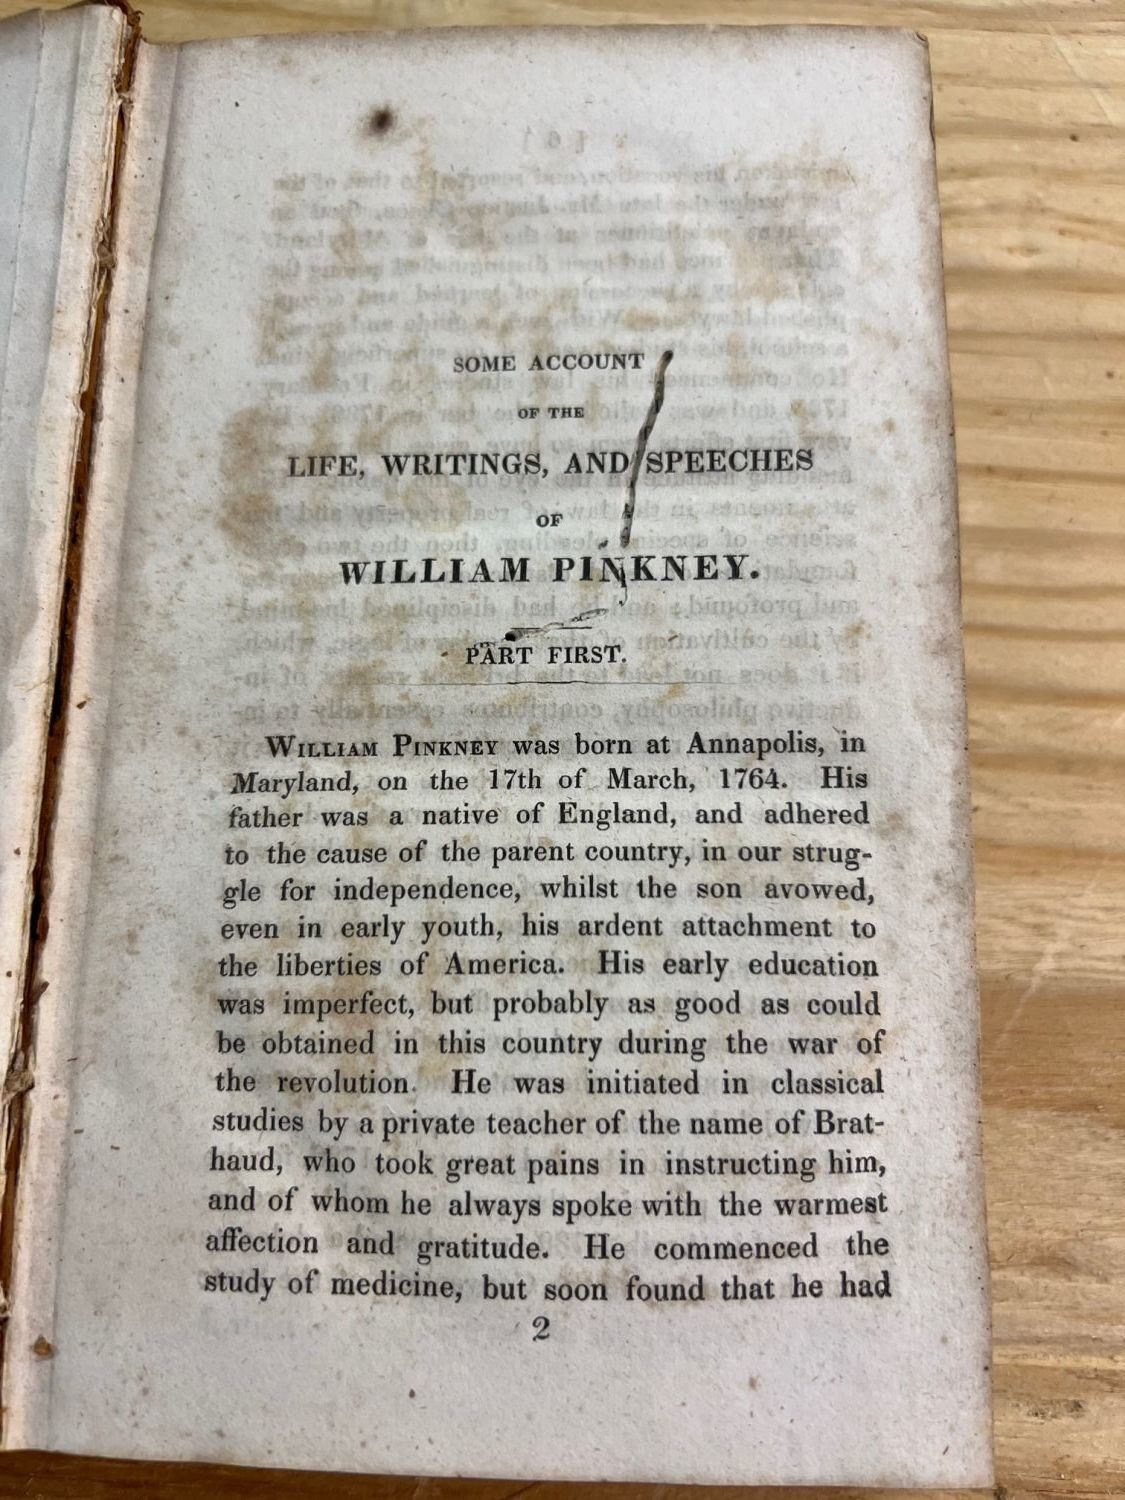 SOME ACCOUNT
OF THE
LIFE, WRITINGS, AND SPEECHES
OF
WILLIAM PINKNEY.
PART FIRST.
WILLIAM PINKNEY was born at Annapolis, in
Maryland, on the 17th of March, 1764. His
father was a native of England, and adhered
to the cause of the parent country, in our strug-
gle for independence, whilst the son avowed,
even in early youth, his ardent attachment to
the liberties of America. His early education
was imperfect, but probably as good as could
be obtained in this country during the war of
the revolution. He was initiated in classical
studies by a private teacher of the name of Brat-
haud, who took great pains in instructing him,
and of whom he always spoke with the warmest
affection and gratitude. He commenced the
study of medicine, but soon found that he had
2